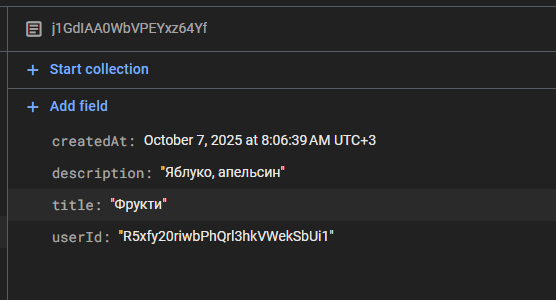 j1GdIAA0WbVPEYxz64Yf
+ Start collection
+ Add field
createdAt: October 7, 2025 at 8:06:39 AM UTC+3
description: "Яблуко, апельсин"
title: "Фрукти"
userId: "R5xfy20riwbPhQrl3hkVWekSbUi1"